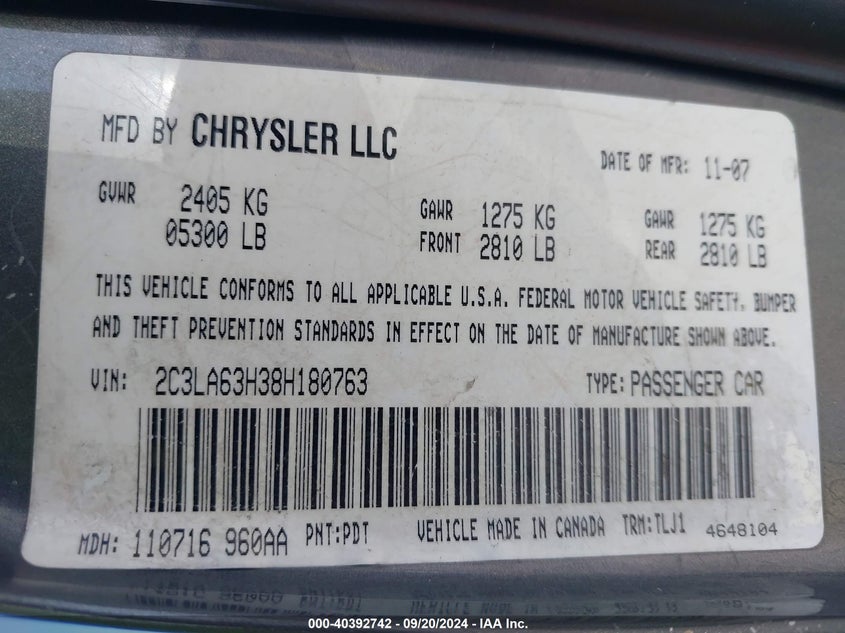 MFD BY CHRYSLER LLC
DATE OF MFR: 11-07
GVWR 2405 KG GAWR 1275 KG GAWR 1275 KG
05300 LB FRONT 2810 LB REAR 2810 LB
THIS VEHICLE CONFORMS TO ALL APPLICABLE U.S.A. FEDERAL MOTOR VEHICLE SAFETY, BUMPER
AND THEFT PREVENTION STANDARDS IN EFFECT ON THE DATE OF MANUFACTURE SHOWN ABOVE.
VIN: 2C3LA63H38H180763 TYPE: PASSENGER CAR
MDH: 110716 960AA PNT:PDT VEHICLE MADE IN CANADA TRM:TLJ1 4648104
000-40392742 - 09/20/2024 - IAA Inc.